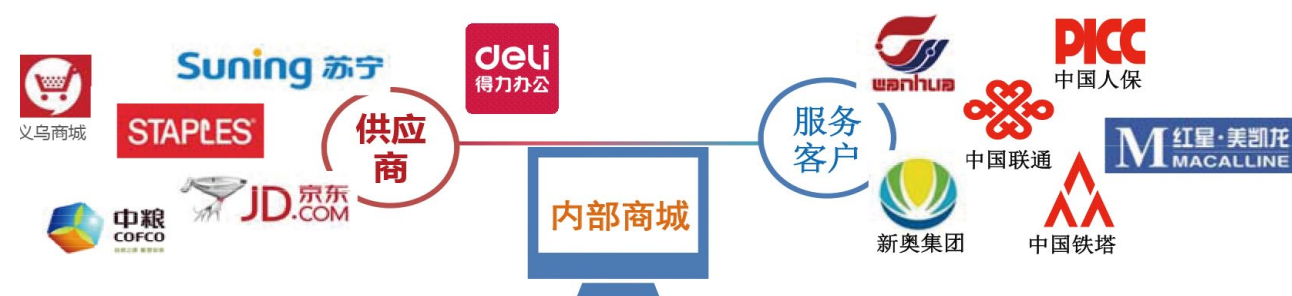 义乌商城
Suning 苏宁
STAPLES
中粮
COFCO
JD.COM
京东
deli
得力办公
供应
商
内部商城
服务
客户
wanhua
PICC
中国人保
中国联通
M 红星·美凯龙
MACALLINE
新奥集团
中国铁塔